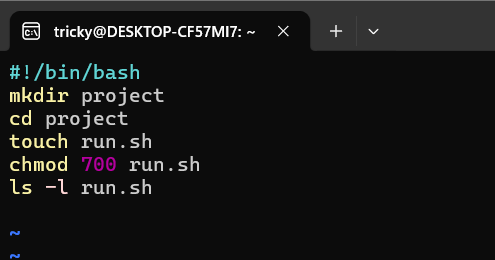 tricky@DESKTOP-CF57MI7: ~
#!/bin/bash
mkdir project
cd project
touch run.sh
chmod 700 run.sh
ls -l run.sh
~
~